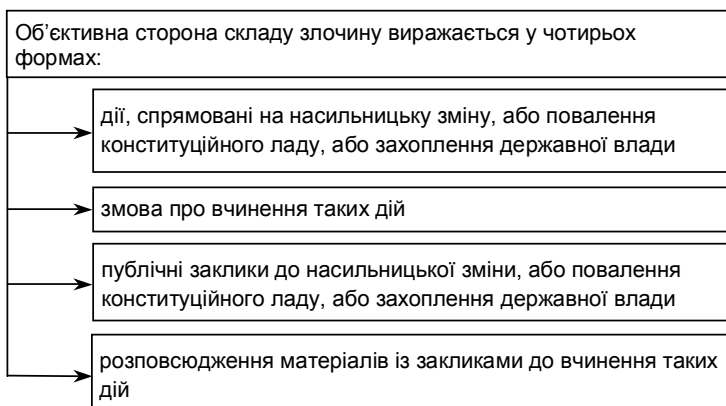 Об’єктивна сторона складу злочину виражається у чотирьох
формах:
дії, спрямовані на насильницьку зміну, або повалення
конституційного ладу, або захоплення державної влади
змова про вчинення таких дій
публічні заклики до насильницької зміни, або повалення
конституційного ладу, або захоплення державної влади
розповсюдження матеріалів із закликами до вчинення таких
дій